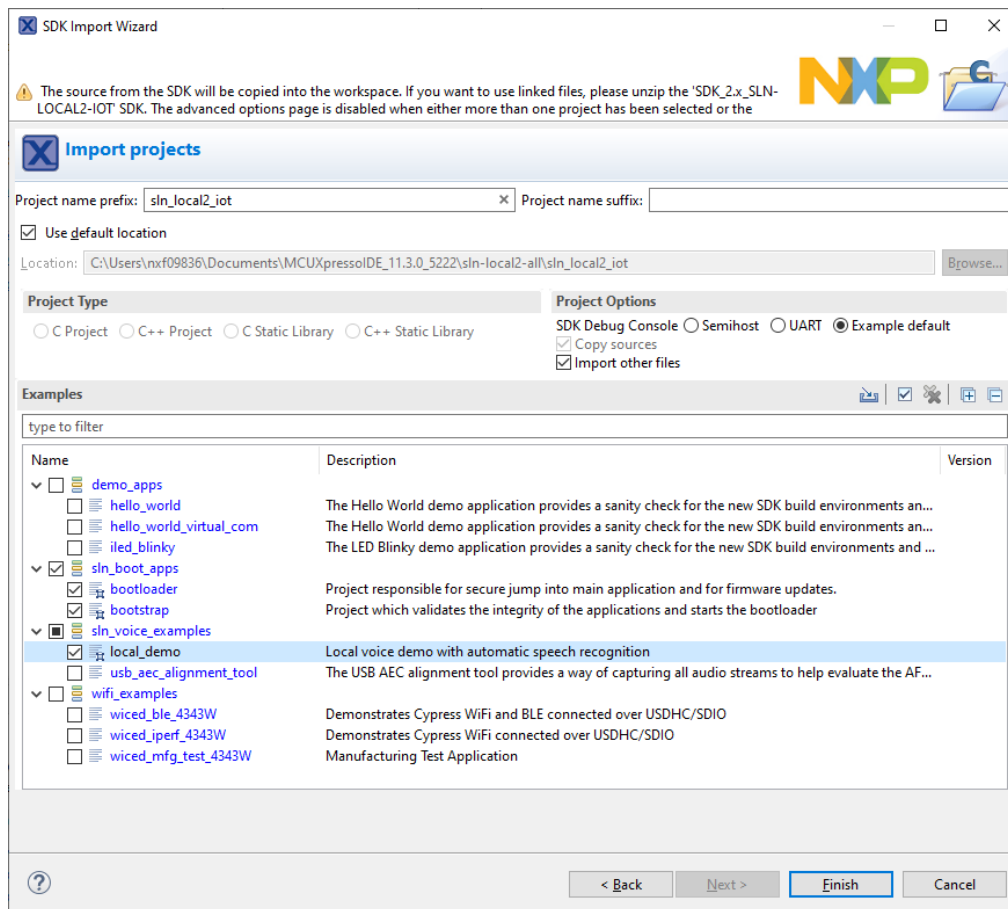 SDK Import Wizard
The source from the SDK will be copied into the workspace. If you want to use linked files, please unzip the 'SDK_2.x_SLN-
LOCAL2-IOT' SDK. The advanced options page is disabled when either more than one project has been selected or the
NXP
C
Import projects
Project name prefix: sln_local2_iot Project name suffix:
Use default location
Location: C:\Users\nxf09836\Documents\MCUXpressoIDE_11.3.0_5222\sln-local2-all\sln_local2_iot Browse...
Project Type Project Options
C Project C++ Project C Static Library C++ Static Library SDK Debug Console Semihost UART Example default
Copy sources
Import other files
Examples
type to filter
Name Description Version
demo_apps
hello_world The Hello World demo application provides a sanity check for the new SDK build environments an...
hello_world_virtual_com The Hello World demo application provides a sanity check for the new SDK build environments an...
iled_blinky The LED Blinky demo application provides a sanity check for the new SDK build environments and ...
sln_boot_apps
bootloader Project responsible for secure jump into main application and for firmware updates.
bootstrap Project which validates the integrity of the applications and starts the bootloader
sln_voice_examples
local_demo Local voice demo with automatic speech recognition
usb_aec_alignment_tool The USB AEC alignment tool provides a way of capturing all audio streams to help evaluate the AF...
wifi_examples
wiced_ble_4343W Demonstrates Cypress WiFi and BLE connected over USDHC/SDIO
wiced_iperf_4343W Demonstrates Cypress WiFi connected over USDHC/SDIO
wiced_mfg_test_4343W Manufacturing Test Application
? < Back Next > Finish Cancel